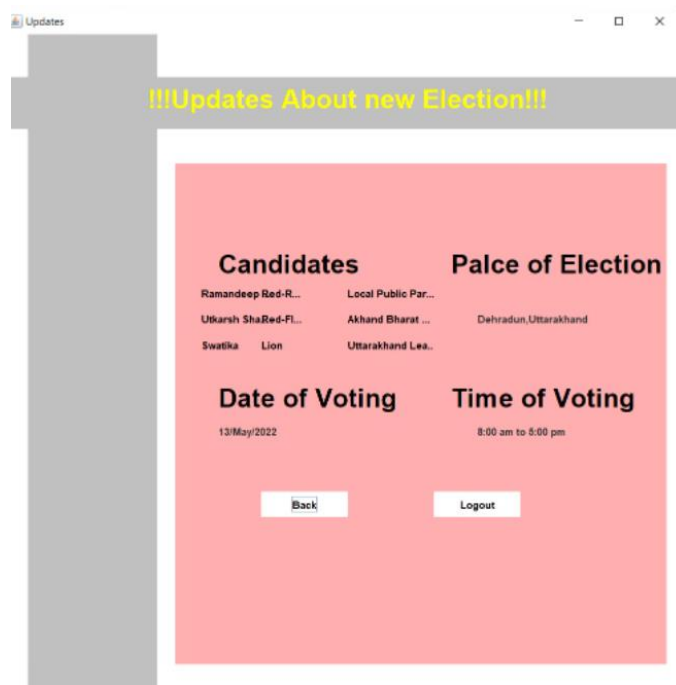 Updates
!!!Updates About new Election!!!
Candidates Palce of Election
Ramandeep Red-R... Local Public Par...
Utkarsh Sha Red-Fl... Akhand Bharat ... Dehradun,Uttarakhand
Swatika Lion Uttarakhand Lea..
Date of Voting Time of Voting
13/May/2022 8:00 am to 5:00 pm
Back Logout